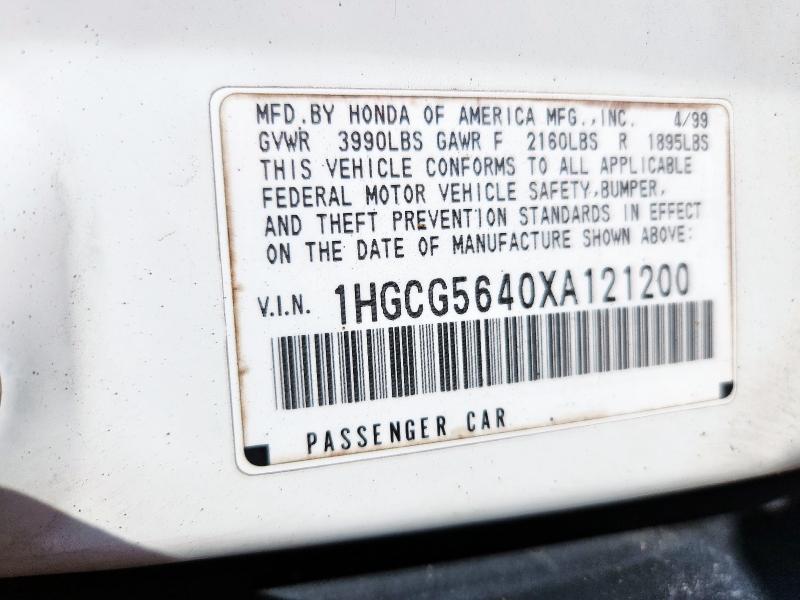 MFD.BY HONDA OF AMERICA MFG.,INC. 4/99
GVWR 3990LBS GAWR F 2160LBS R 1895LBS
THIS VEHICLE CONFORMS TO ALL APPLICABLE
FEDERAL MOTOR VEHICLE SAFETY,BUMPER,
AND THEFT PREVENTION STANDARDS IN EFFECT
ON THE DATE OF MANUFACTURE SHOWN ABOVE:
V.I.N. 1HGCG5640XA121200
PASSENGER CAR